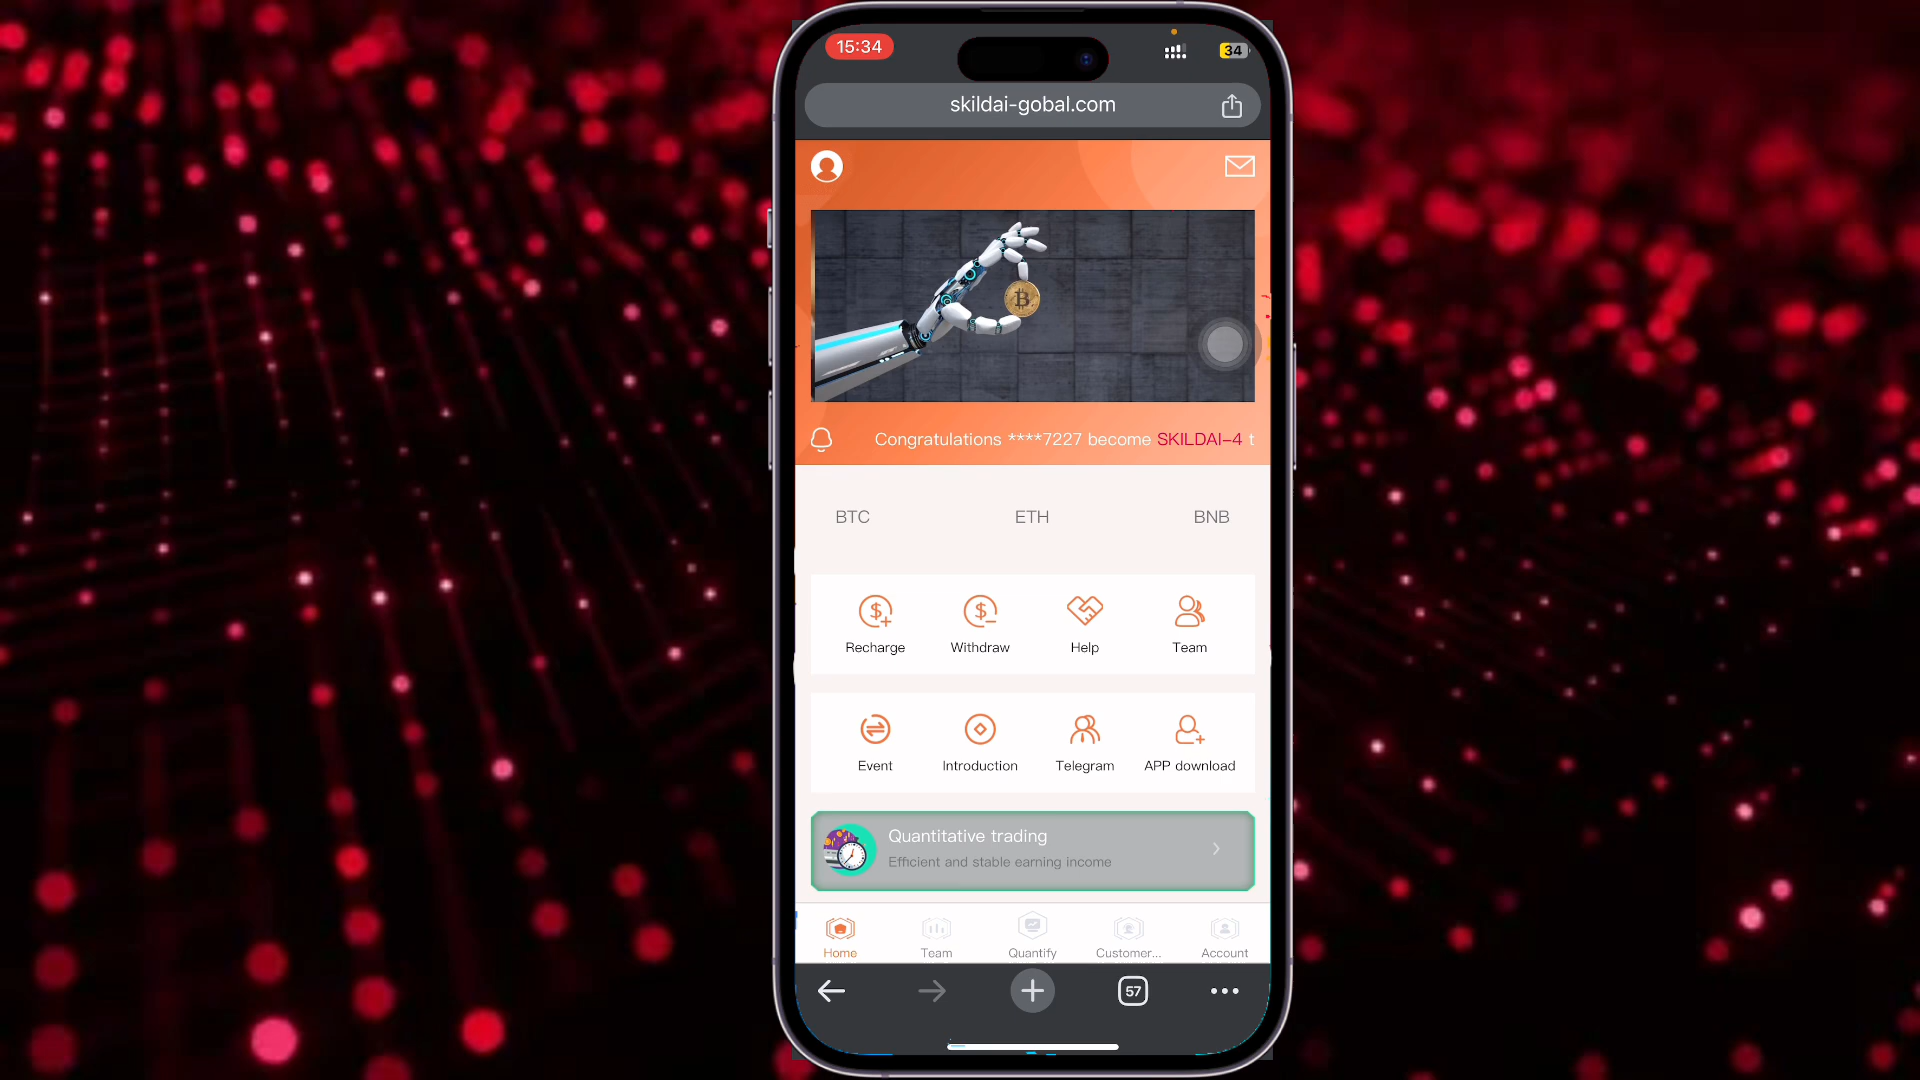 15:34
34
skildai-gobal.com
Congratulations ****7227 become SKILDAI-4 t
BTC ETH BNB
Recharge Withdraw Help Team
Event Introduction Telegram APP download
Quantitative trading
Efficient and stable earning income
Home Team Quantify Customer... Account
57